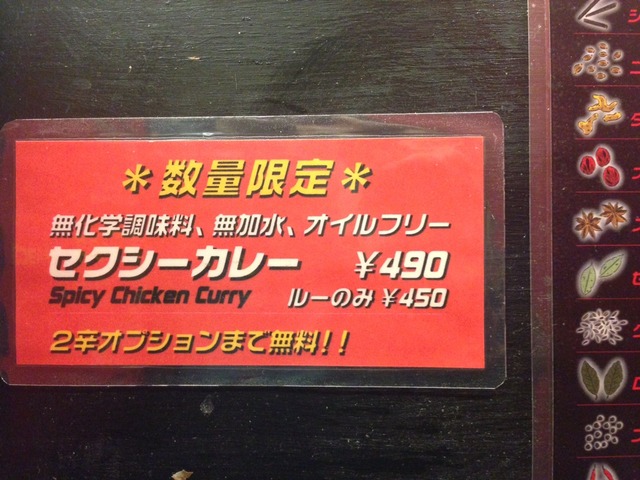 ＊数量限定＊
無化学調味料、無加水、オイルフリー
セクシーカレー ￥490
Spicy Chicken Curry ルーのみ￥450
2辛オプションまで無料!!